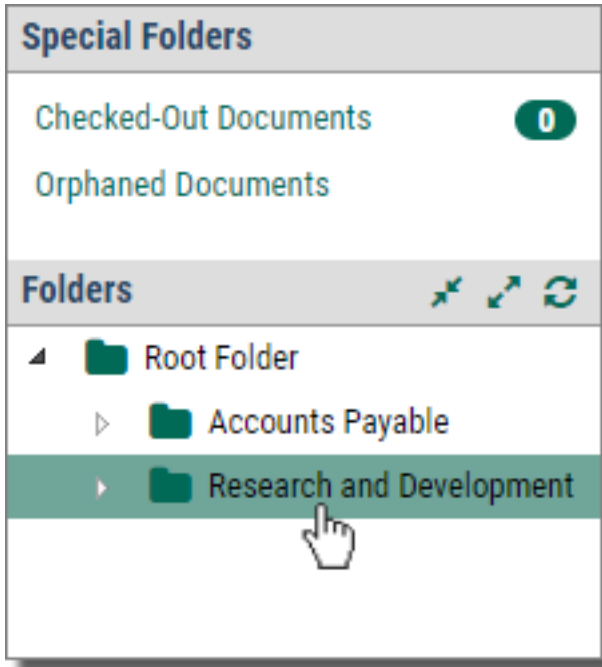 Special Folders
Checked-Out Documents 0
Orphaned Documents
Folders
Root Folder
Accounts Payable
Research and Development